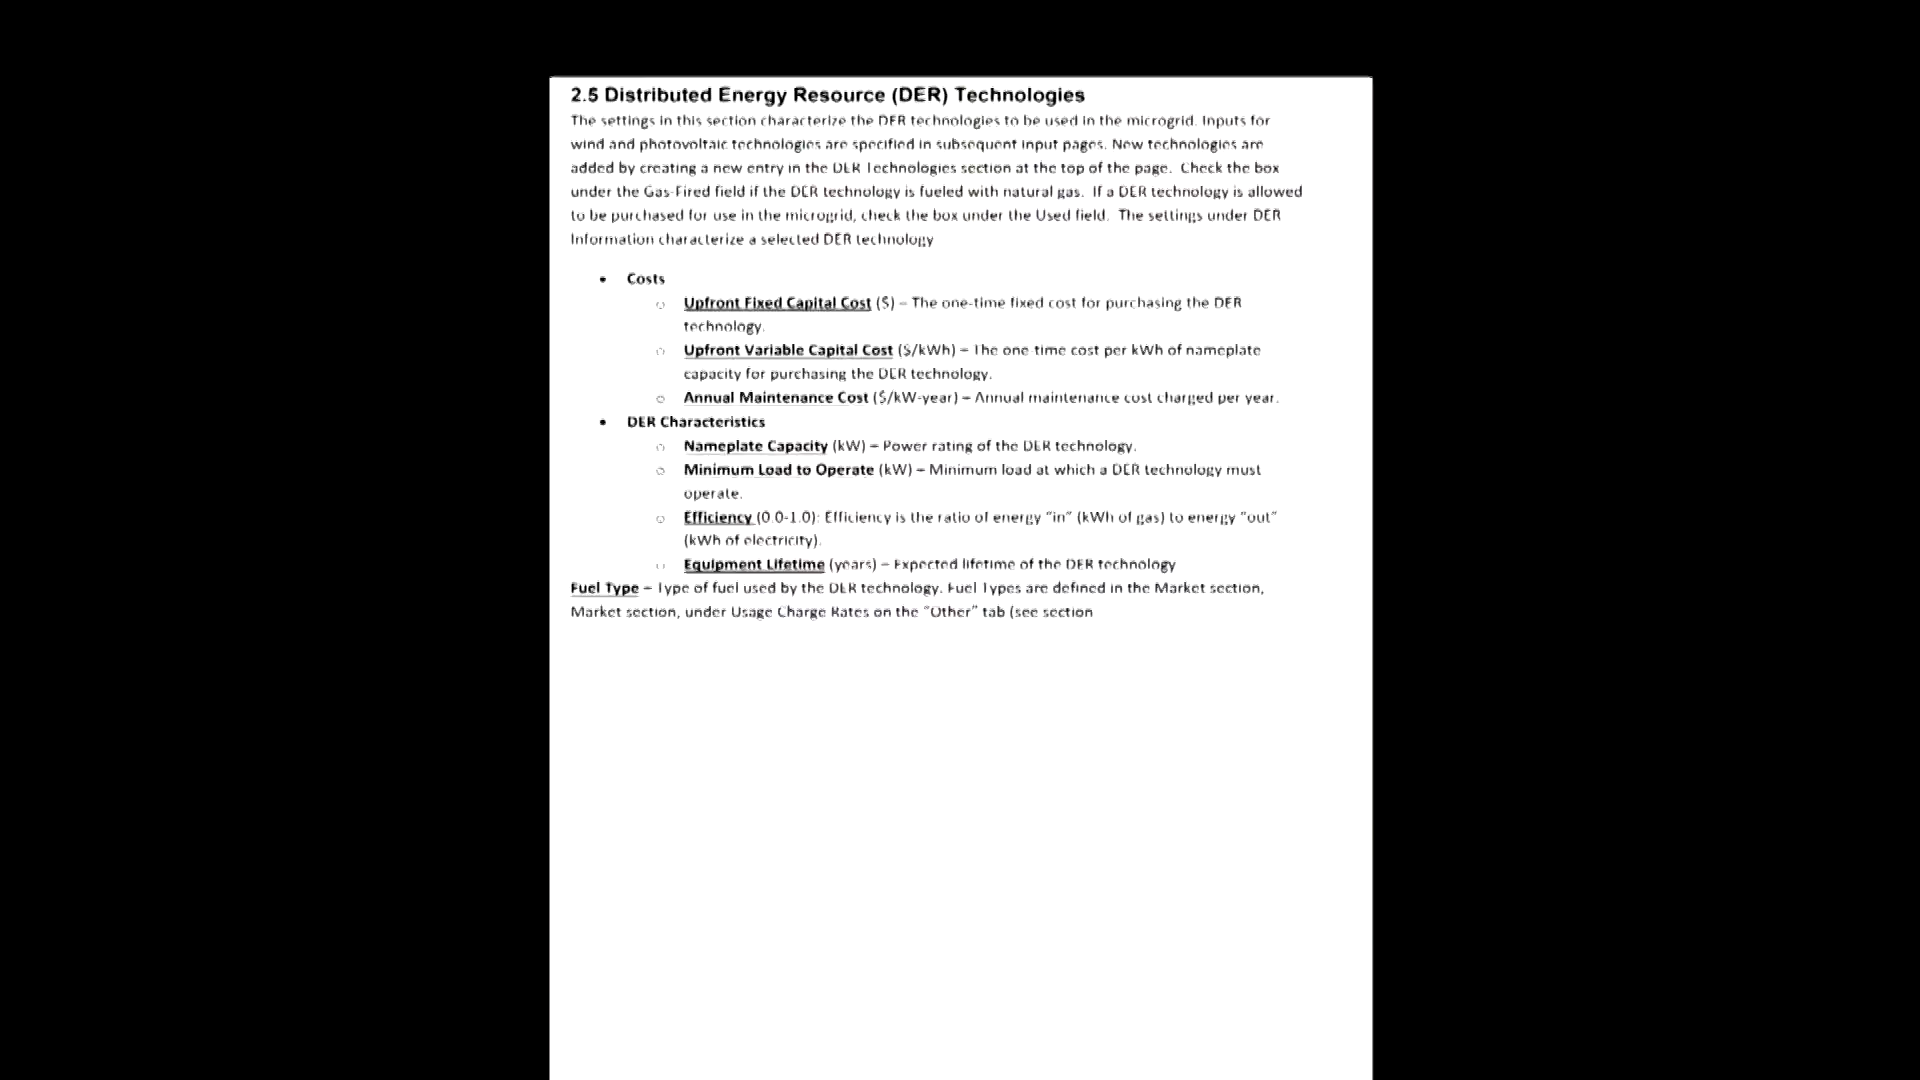 2.5 Distributed Energy Resource (DER) Technologies
The settings in this section characterize the DER technologies to be used in the microgrid. Inputs for
wind and photovoltaic technologies are specified in subsequent input pages. New technologies are
added by creating a new entry in the DER Technologies section at the top of the page.  Check the box
under the Gas-Fired field if the DER technology is fueled with natural gas.  If a DER technology is allowed
to be purchased for use in the microgrid, check the box under the Used field.  The settings under DER
Information characterize a selected DER technology
• Costs
○ Upfront Fixed Capital Cost ($) – The one-time fixed cost for purchasing the DER
technology.
○ Upfront Variable Capital Cost ($/kWh) – The one time cost per kWh of nameplate
capacity for purchasing the DER technology.
○ Annual Maintenance Cost ($/kW-year) – Annual maintenance cost charged per year.
• DER Characteristics
○ Nameplate Capacity (kW) – Power rating of the DER technology.
○ Minimum Load to Operate (kW) – Minimum load at which a DER technology must
operate.
○ Efficiency (0.0-1.0): Efficiency is the ratio of energy “in” (kWh of gas) to energy “out”
(kWh of electricity).
○ Equipment Lifetime (years) – Expected lifetime of the DER technology
Fuel Type – Type of fuel used by the DER technology. Fuel Types are defined in the Market section,
Market section, under Usage Charge Rates on the “Other” tab (see section